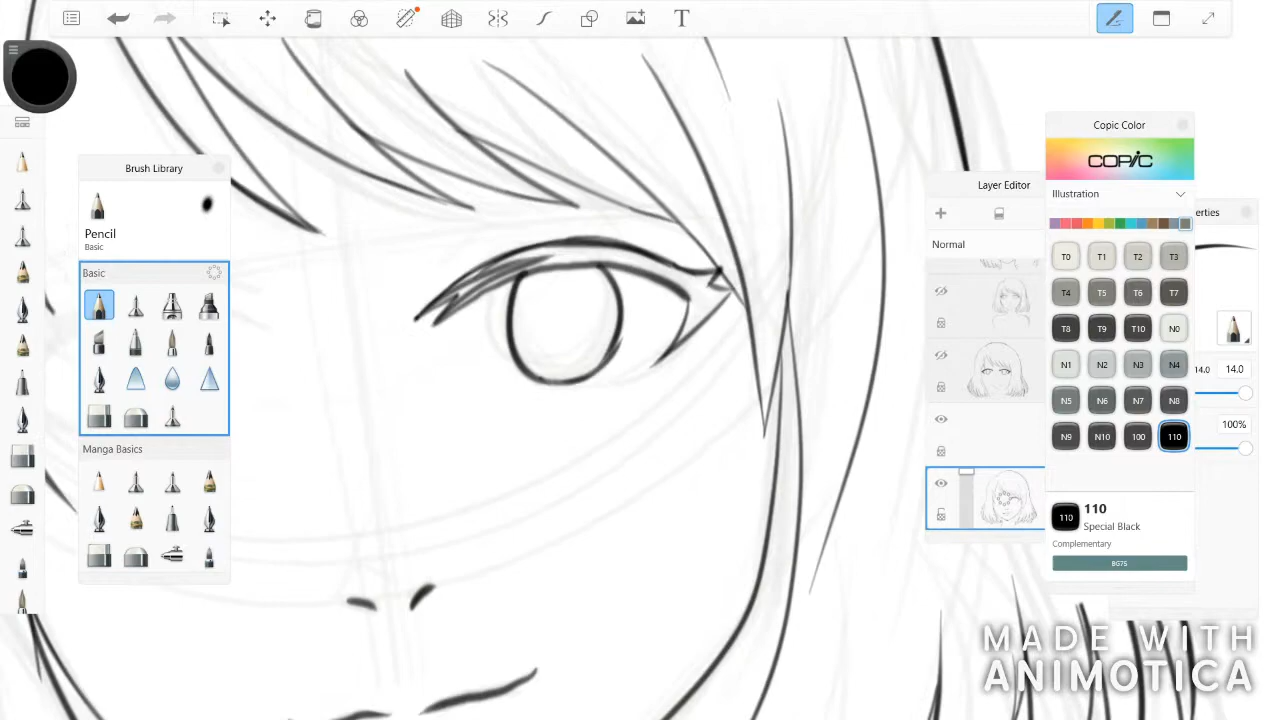 T
Brush Library
Pencil
Basic
Basic
Manga Basics
Layer Editor
Normal
Copic Color
COPIC
Illustration
T0 T1 T2 T3
T4 T5 T6 T7
T8 T9 T10 N0
N1 N2 N3 N4
N5 N6 N7 N8
N9 N10 100 110
110
110
Special Black
Complementary
BG75
erties
14.0 14.0
100%
MADE WITH
ANIMOTICA